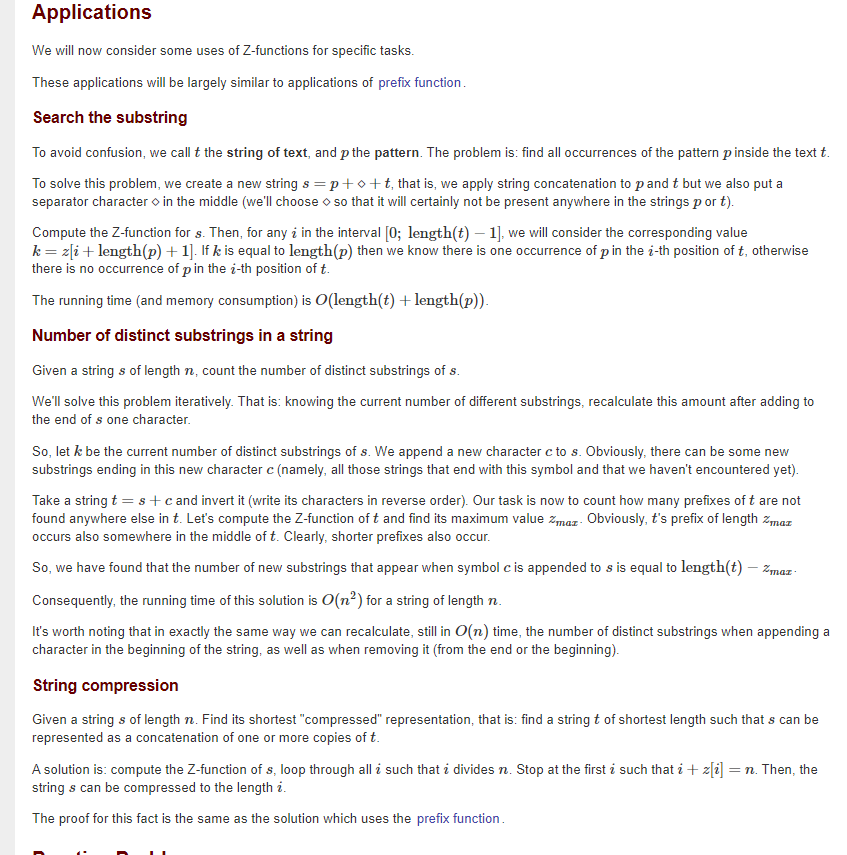 Applications
We will now consider some uses of Z-functions for specific tasks.
These applications will be largely similar to applications of prefix function.
Search the substring
To avoid confusion, we call t the string of text, and p the pattern. The problem is: find all occurrences of the pattern p inside the text t.
To solve this problem, we create a new string s = p + ⋄ + t, that is, we apply string concatenation to p and t but we also put a
separator character ⋄ in the middle (we'll choose ⋄ so that it will certainly not be present anywhere in the strings p or t).
Compute the Z-function for s. Then, for any i in the interval [0; length(t) − 1], we will consider the corresponding value
k = z[i + length(p) + 1]. If k is equal to length(p) then we know there is one occurrence of p in the i-th position of t, otherwise
there is no occurrence of p in the i-th position of t.
The running time (and memory consumption) is O(length(t) + length(p)).
Number of distinct substrings in a string
Given a string s of length n, count the number of distinct substrings of s.
We'll solve this problem iteratively. That is: knowing the current number of different substrings, recalculate this amount after adding to
the end of s one character.
So, let k be the current number of distinct substrings of s. We append a new character c to s. Obviously, there can be some new
substrings ending in this new character c (namely, all those strings that end with this symbol and that we haven't encountered yet).
Take a string t = s + c and invert it (write its characters in reverse order). Our task is now to count how many prefixes of t are not
found anywhere else in t. Let's compute the Z-function of t and find its maximum value z_max. Obviously, t's prefix of length z_max
occurs also somewhere in the middle of t. Clearly, shorter prefixes also occur.
So, we have found that the number of new substrings that appear when symbol c is appended to s is equal to length(t) − z_max.
Consequently, the running time of this solution is O(n²) for a string of length n.
It's worth noting that in exactly the same way we can recalculate, still in O(n) time, the number of distinct substrings when appending a
character in the beginning of the string, as well as when removing it (from the end or the beginning).
String compression
Given a string s of length n. Find its shortest "compressed" representation, that is: find a string t of shortest length such that s can be
represented as a concatenation of one or more copies of t.
A solution is: compute the Z-function of s, loop through all i such that i divides n. Stop at the first i such that i + z[i] = n. Then, the
string s can be compressed to the length i.
The proof for this fact is the same as the solution which uses the prefix function.